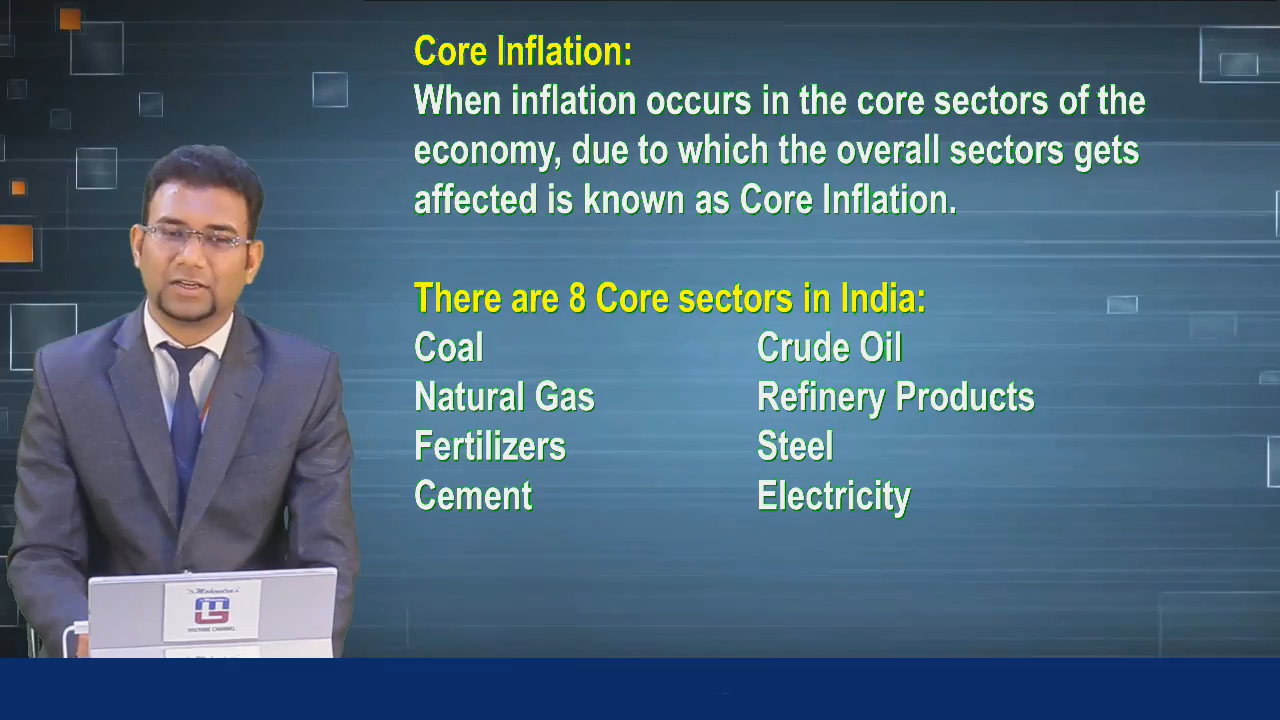 Core Inflation:
When inflation occurs in the core sectors of the
economy, due to which the overall sectors gets
affected is known as Core Inflation.
There are 8 Core sectors in India:
Coal Crude Oil
Natural Gas Refinery Products
Fertilizers Steel
Cement Electricity
Mahendra's
YOUTUBE CHANNEL